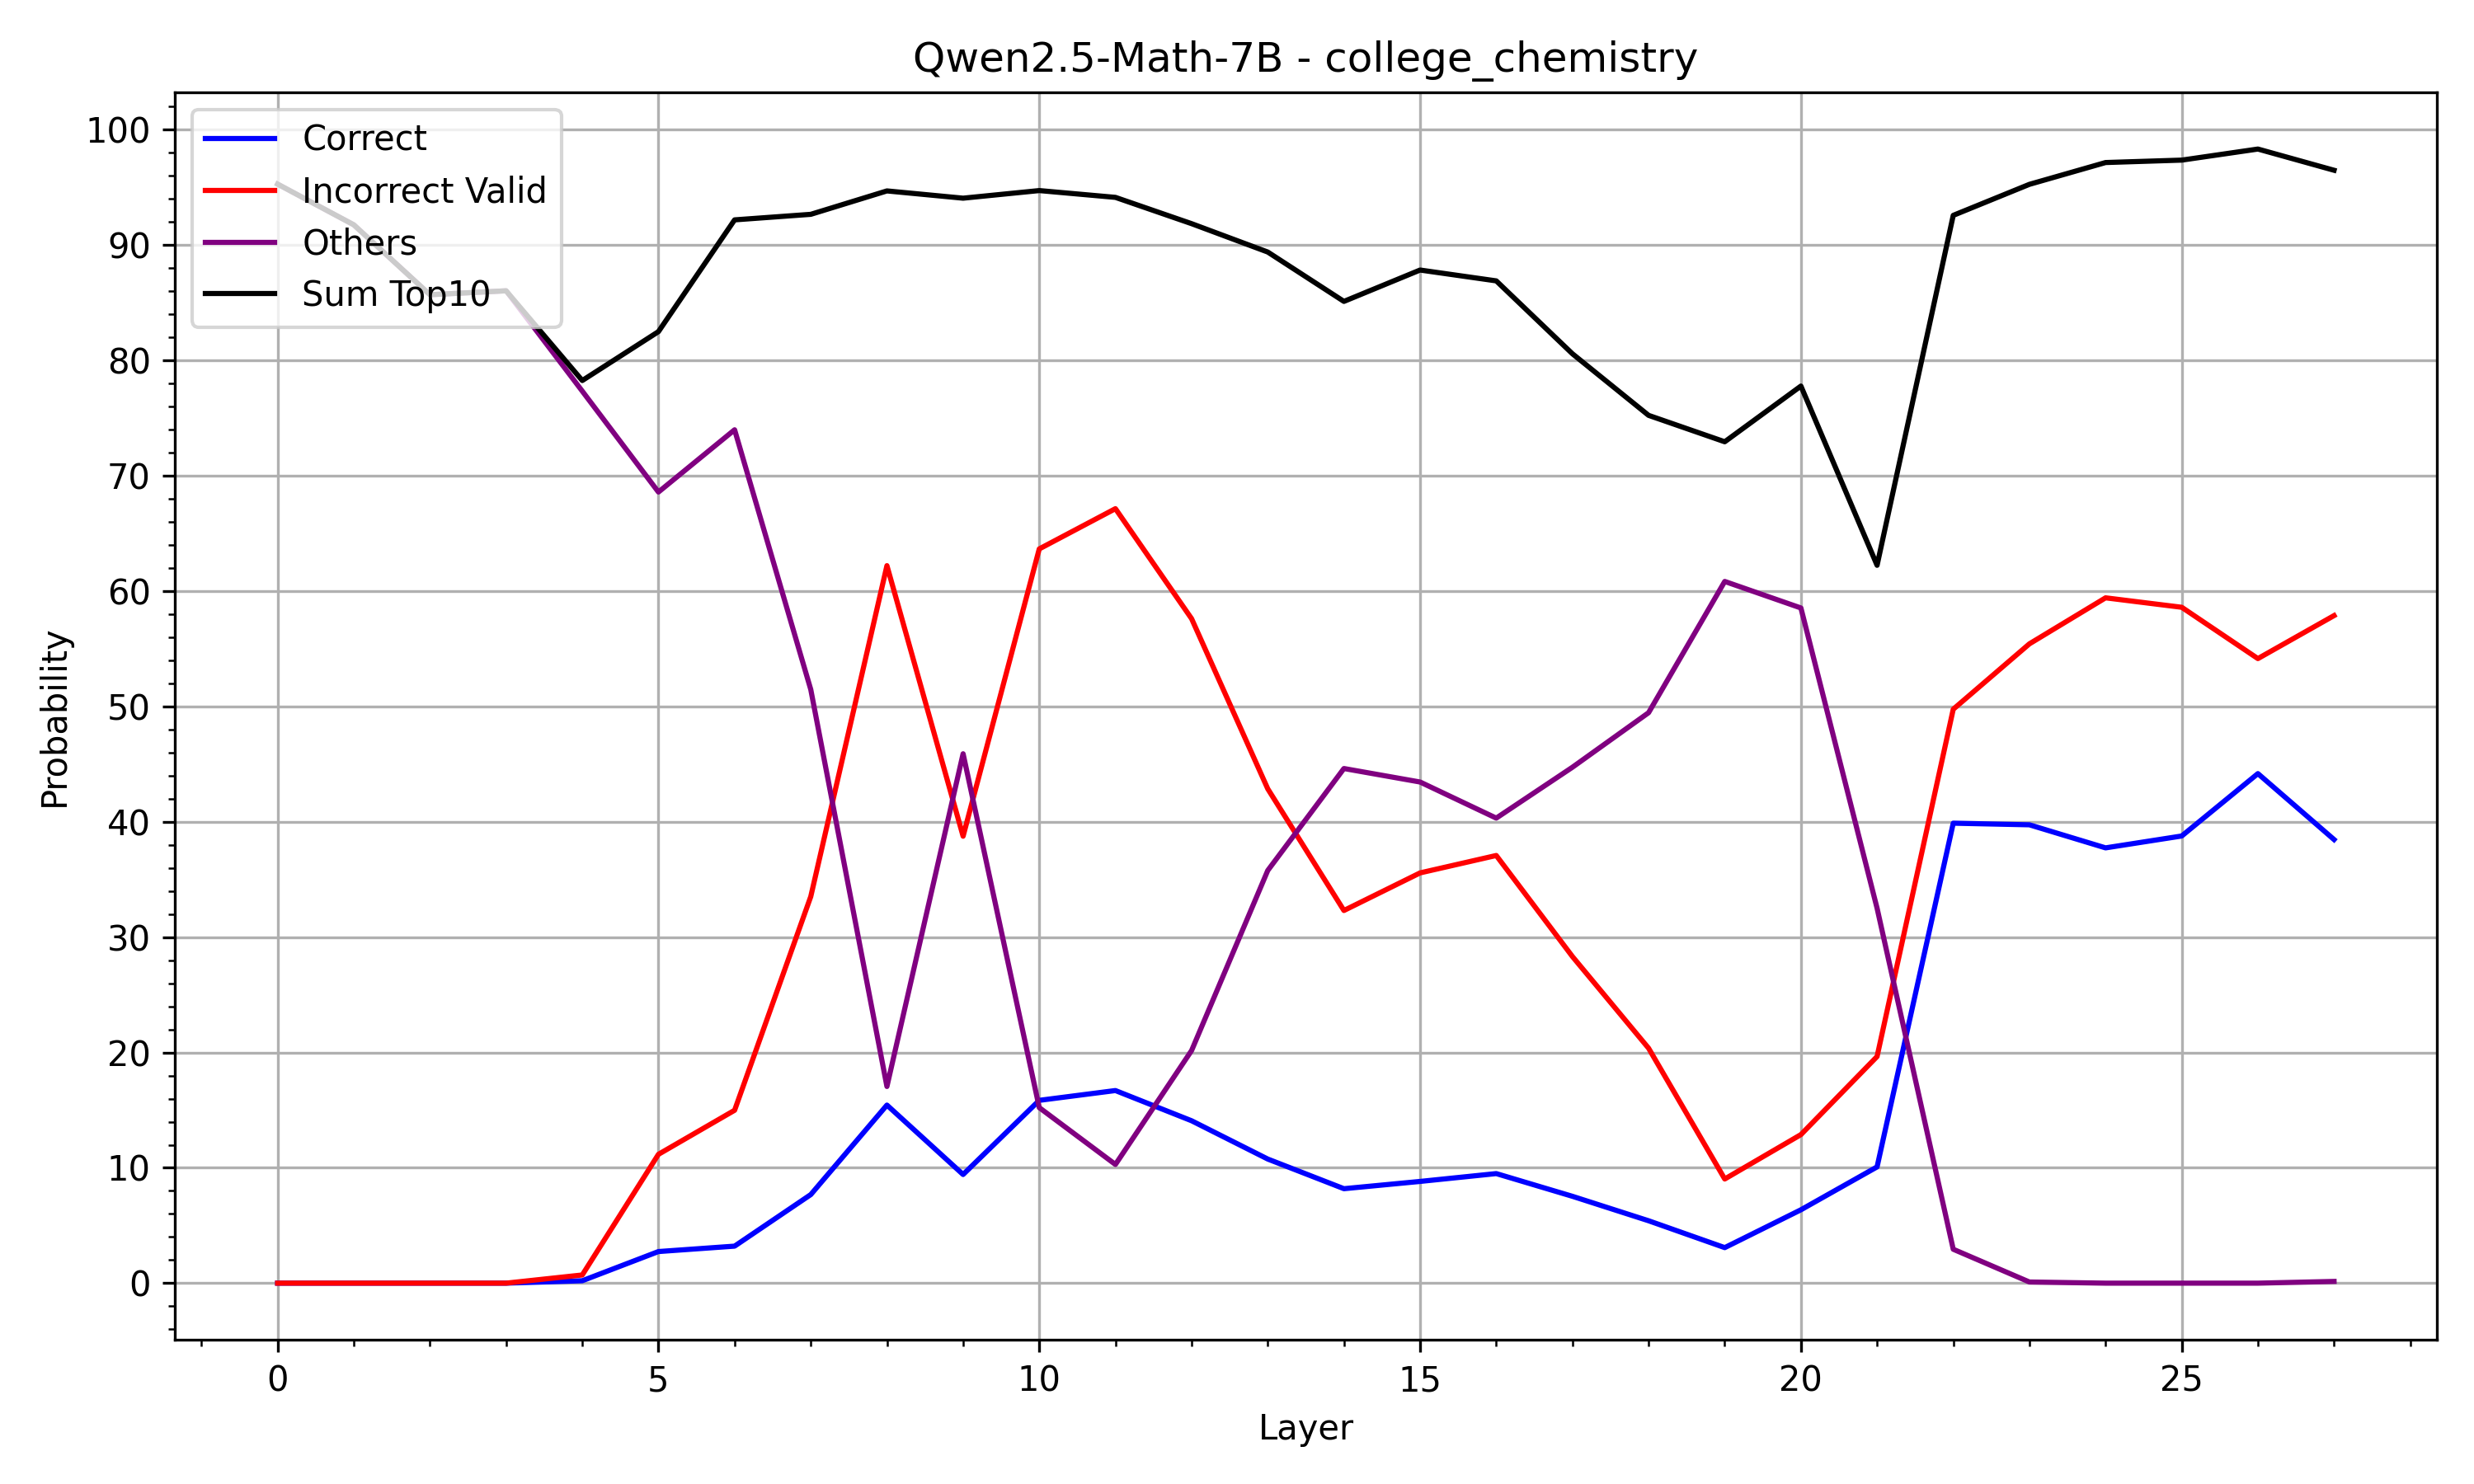 Qwen2.5-Math-7B - college_chemistry
Correct
Incorrect Valid
Others
Sum Top10
100
90
80
70
60
50
40
30
20
10
0
Probability
0 5 10 15 20 25
Layer